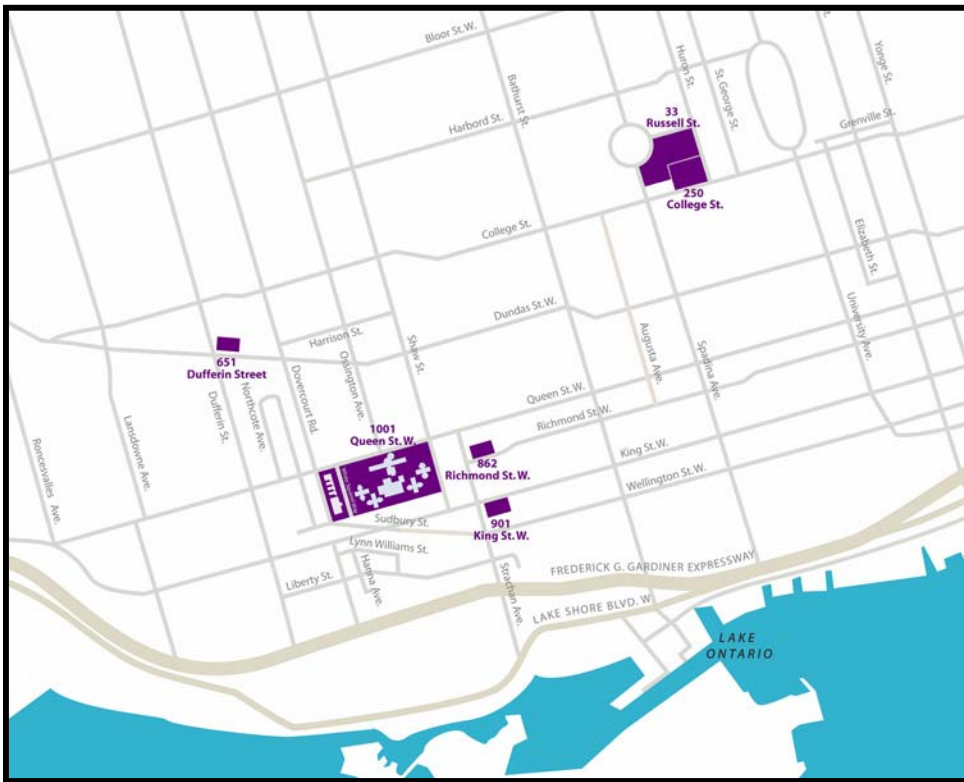 Bloor St. W.
Huron St.
St. George St.
St.
Yonge St.
Bathurst St.
Harbord St.
33
Russell St.
Grenville St.
250
College St.
College St.
Elizabeth St.
Dundas St. W.
University Ave.
Harrison St.
Shaw St.
Augusta Ave.
Spadina Ave.
651
Dufferin Street
Ossington Ave.
Dovercourt Rd.
Northcote Ave.
Dufferin St.
Lansdowne Ave.
Roncesvalles Ave.
Queen St. W.
Richmond St. W.
1001
Queen St. W.
862
Richmond St. W.
King St. W.
Wellington St. W.
901
King St. W.
Sudbury St.
Lynn Williams St.
Liberty St.
Hanna Ave.
Strachan Ave.
FREDERICK G. GARDINER EXPRESSWAY
LAKE SHORE BLVD. W
LAKE
ONTARIO